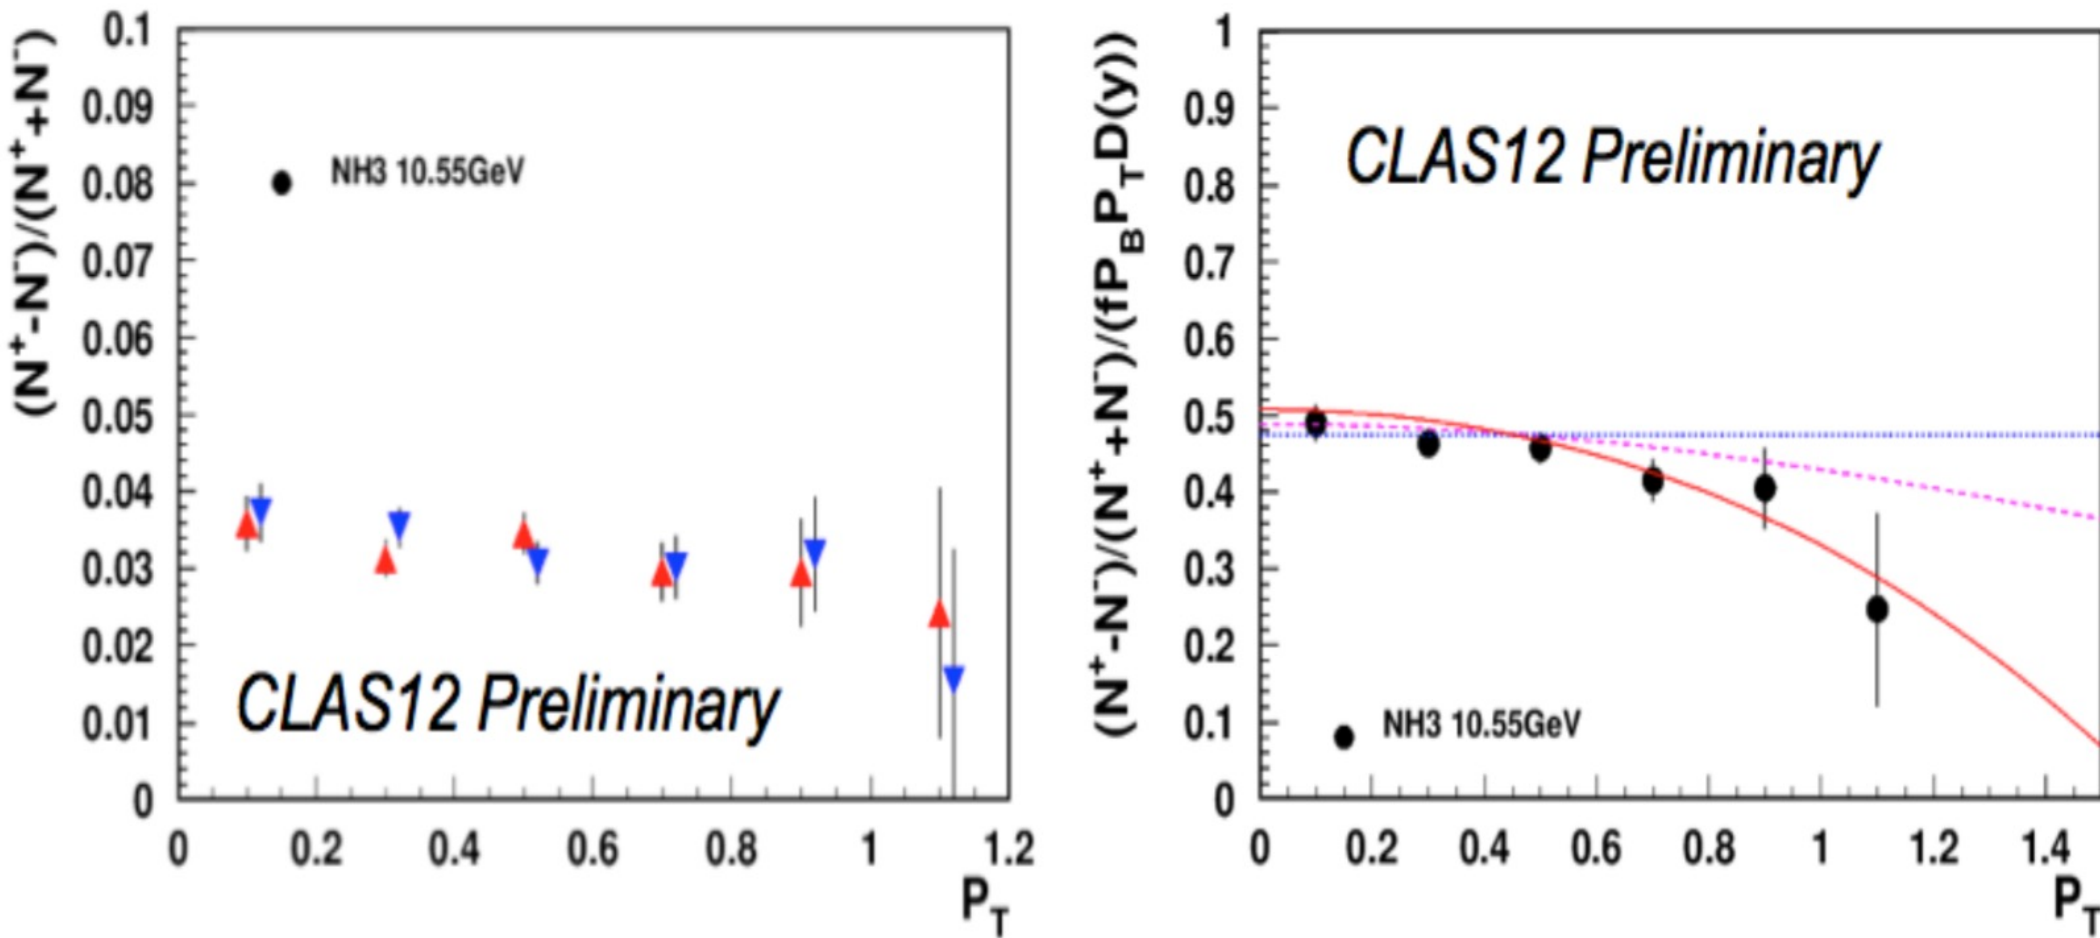 (N⁺-N⁻)/(N⁺+N⁻)
0.1
0.09
0.08
0.07
0.06
0.05
0.04
0.03
0.02
0.01
0
NH3 10.55GeV
CLAS12 Preliminary
0 0.2 0.4 0.6 0.8 1 1.2
P_T
(N⁺-N⁻)/(N⁺+N⁻)/(fP_BP_TD(y))
1
0.9
0.8
0.7
0.6
0.5
0.4
0.3
0.2
0.1
0
CLAS12 Preliminary
NH3 10.55GeV
0 0.2 0.4 0.6 0.8 1 1.2 1.4
P_T